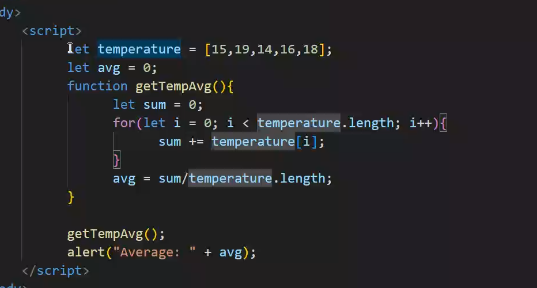 dy>
<script>
let temperature = [15,19,14,16,18];
let avg = 0;
function getTempAvg(){
let sum = 0;
for(let i = 0; i < temperature.length; i++){
sum += temperature[i];
}
avg = sum/temperature.length;
}
getTempAvg();
alert("Average: " + avg);
</script>